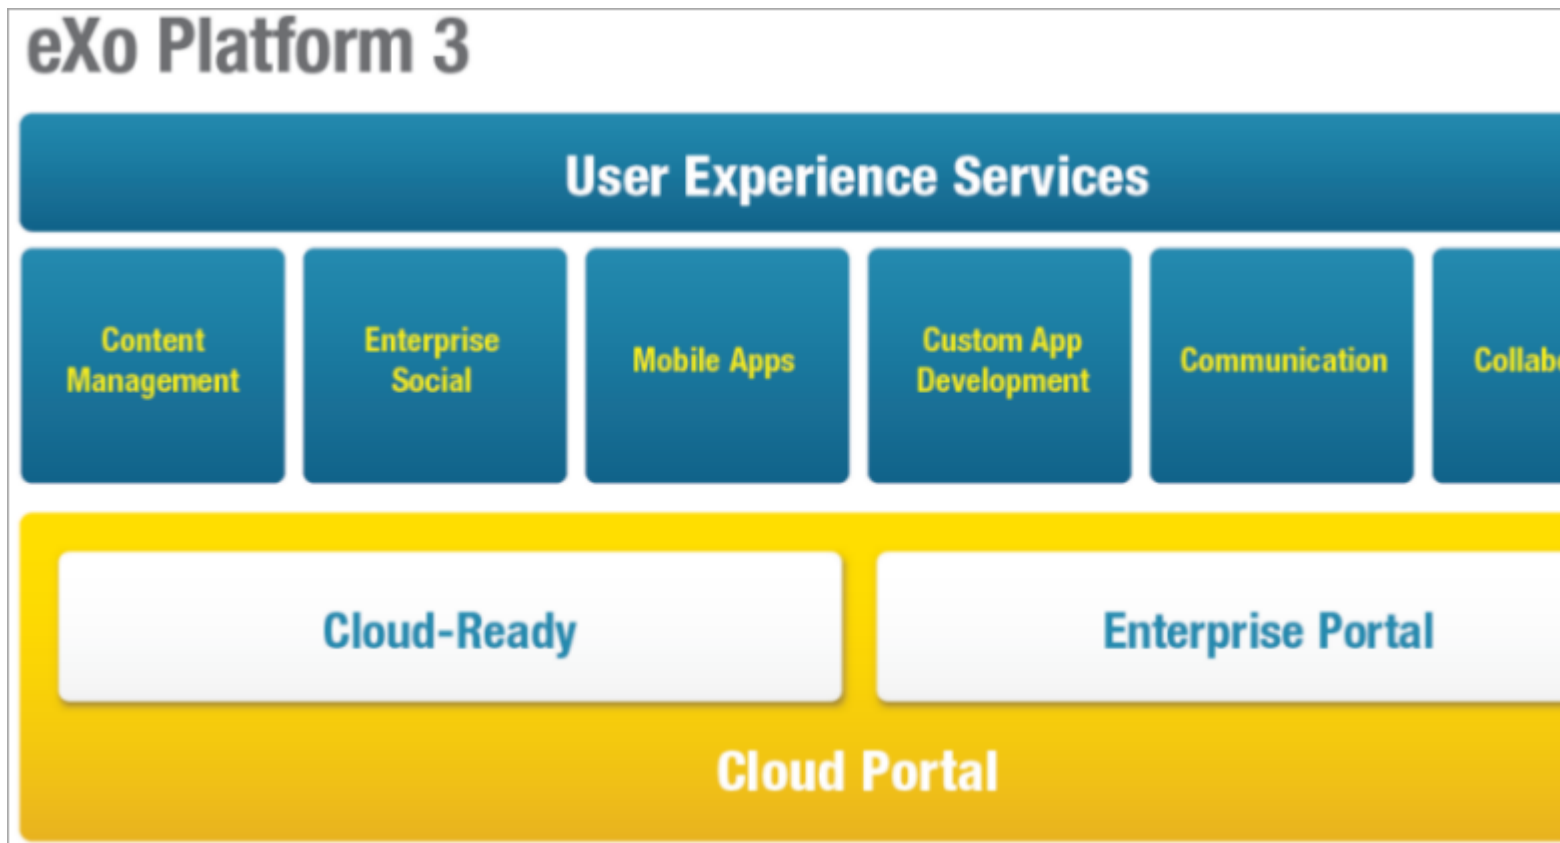 eXo Platform 3
User Experience Services
Content
Management
Enterprise
Social
Mobile Apps
Custom App
Development
Communication
Cloud-Ready
Enterprise Portal
Cloud Portal